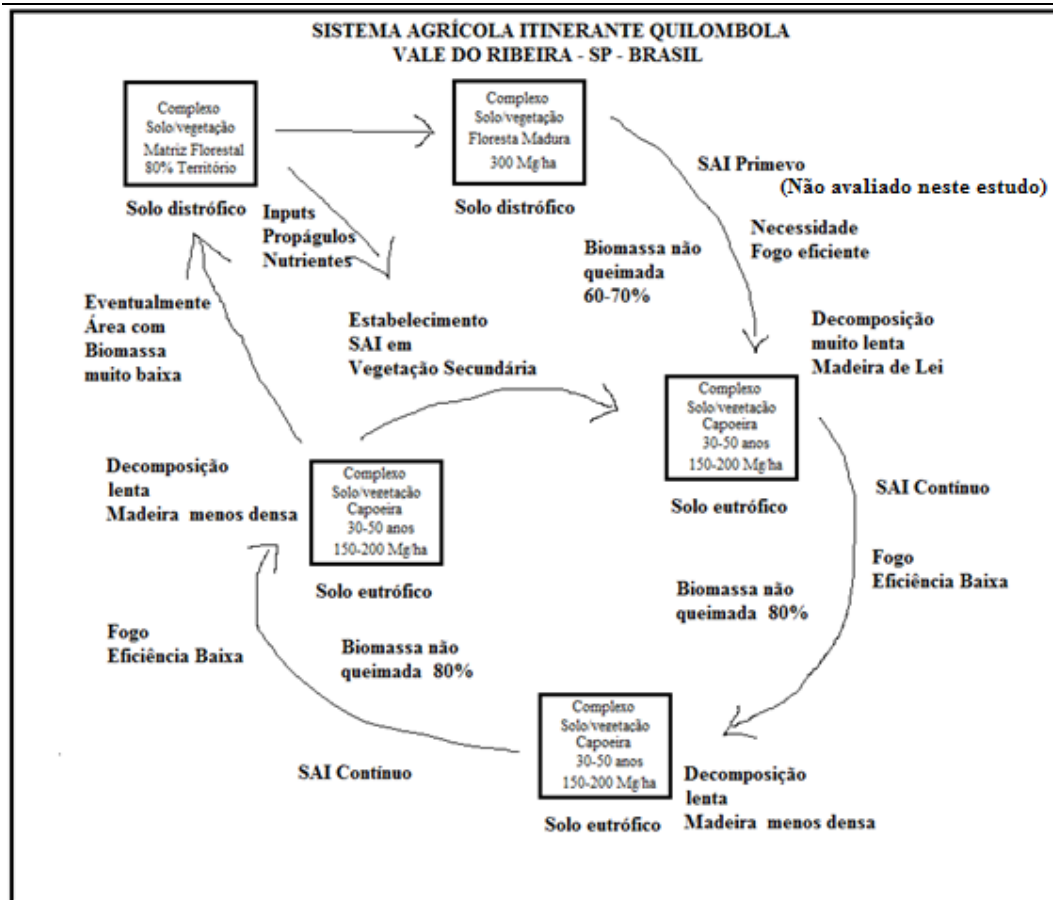 SISTEMA AGRÍCOLA ITINERANTE QUILOMBOLA
VALE DO RIBEIRA - SP - BRASIL
Complexo
Solo/vegetação
Matriz Florestal
80% Território
Solo distrófico
Complexo
Solo/vegetação
Floresta Madura
300 Mg/ha
Solo distrófico
SAI Primevo
(Não avaliado neste estudo)
Necessidade
Fogo eficiente
Inputs
Propágulos
Nutrientes
Biomassa não
queimada
60-70%
Eventualmente
Área com
Biomassa
muito baixa
Estabelecimento
SAI em
Vegetação Secundária
Decomposição
muito lenta
Madeira de Lei
Complexo
Solo/vegetação
Capoeira
30-50 anos
150-200 Mg/ha
Solo eutrófico
SAI Contínuo
Fogo
Eficiência Baixa
Biomassa não
queimada 80%
Decomposição
lenta
Madeira menos densa
Complexo
Solo/vegetação
Capoeira
30-50 anos
150-200 Mg/ha
Solo eutrófico
Fogo
Eficiência Baixa
Biomassa não
queimada 80%
SAI Contínuo
Complexo
Solo/vegetação
Capoeira
30-50 anos
150-200 Mg/ha
Solo eutrófico
Decomposição
lenta
Madeira menos densa